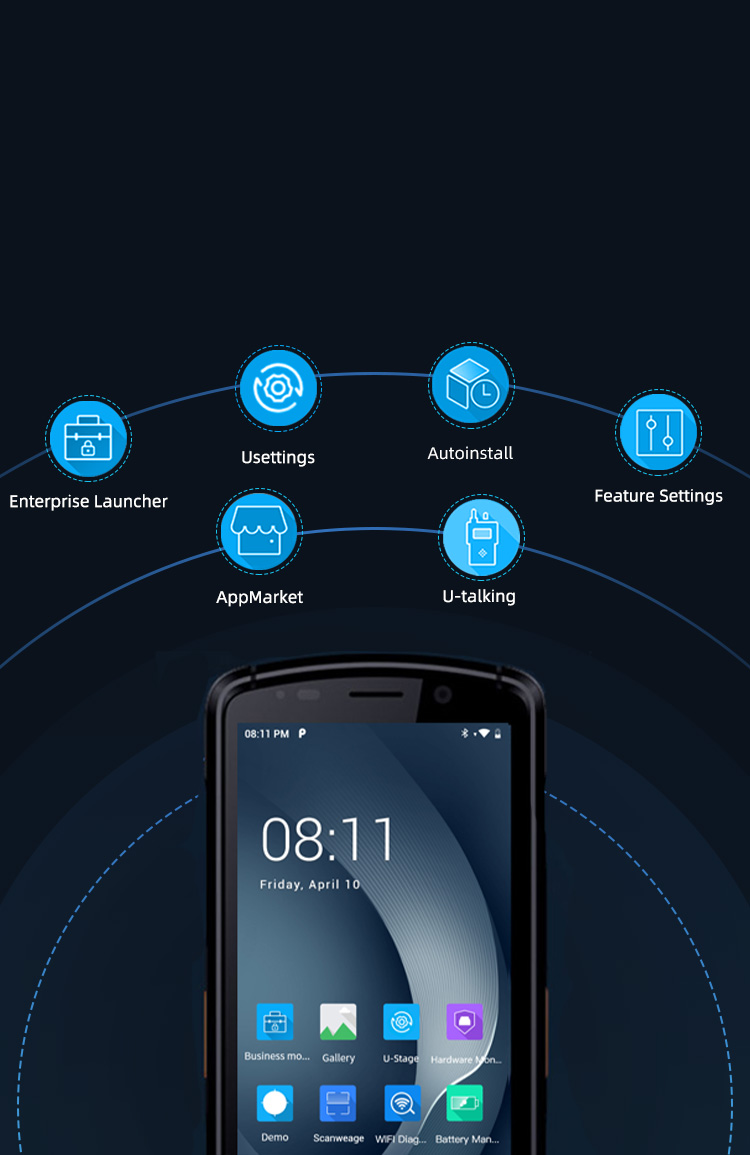 Usettings
Autoinstall
Enterprise Launcher
Feature Settings
AppMarket
U-talking
08:11 PM
08:11
Friday, April 10
Business mo...
Gallery
U-Stage
Hardware Mon...
Demo
Scanweage
WIFI Diag...
Battery Man...